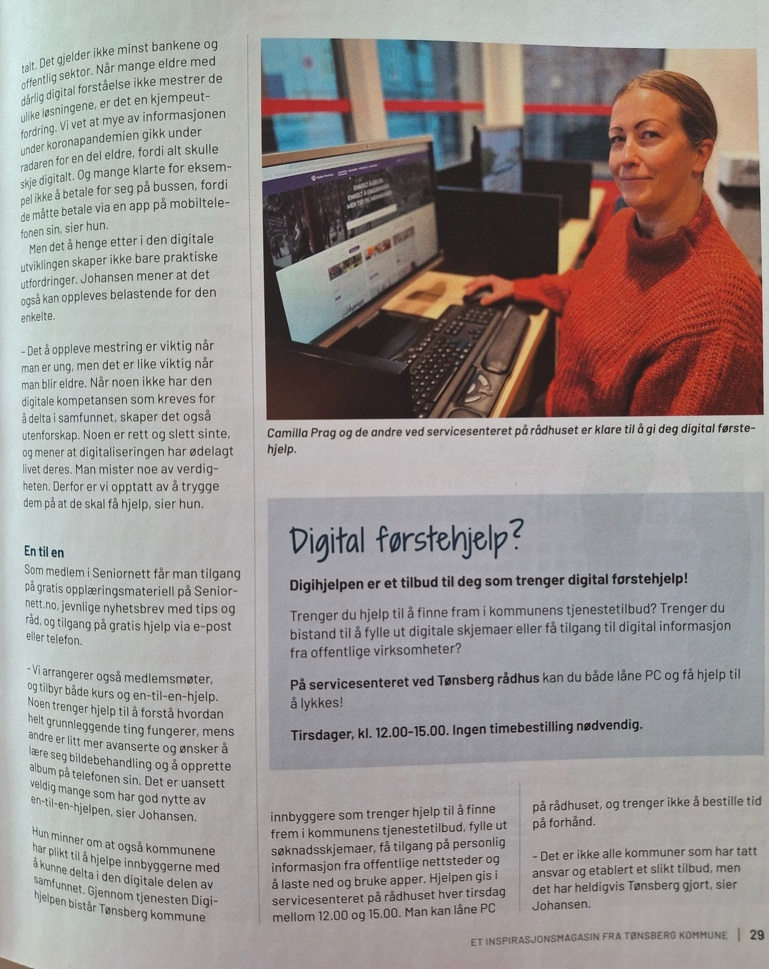 talt. Det gjelder ikke minst bankene og
offentlig sektor. Når mange eldre med
dårlig digital forståelse ikke mestrer de
ulike løsningene, er det en kjempeut-
fordring. Vi vet at mye av informasjonen
under koronapandemien gikk under
radaren for en del eldre, fordi alt skulle
skje digitalt. Og mange klarte for eksem-
pel ikke å betale for seg på bussen, fordi
de måtte betale via en app på mobiltele-
fonen sin, sier hun.
Men det å henge etter i den digitale
utviklingen skaper ikke bare praktiske
utfordringer. Johansen mener at det
også kan oppleves belastende for den
enkelte.
- Det å oppleve mestring er viktig når
man er ung, men det er like viktig når
man blir eldre. Når noen ikke har den
digitale kompetansen som kreves for
å delta i samfunnet, skaper det også
utenforskap. Noen er rett og slett sinte,
og mener at digitaliseringen har ødelagt
livet deres. Man mister noe av verdig-
heten. Derfor er vi opptatt av å trygge
dem på at de skal få hjelp, sier hun.
En til en
Som medlem i Seniornett får man tilgang
på gratis opplæringsmateriell på Senior-
nett.no, jevnlige nyhetsbrev med tips og
råd, og tilgang på gratis hjelp via e-post
eller telefon.
- Vi arrangerer også medlemsmøter,
og tilbyr både kurs og en-til-en-hjelp.
Noen trenger hjelp til å forstå hvordan
helt grunnleggende ting fungerer, mens
andre er litt mer avanserte og ønsker å
lære seg bildebehandling og å opprette
album på telefonen sin. Det er uansett
veldig mange som har god nytte av
en-til-en-hjelpen, sier Johansen.
Hun minner om at også kommunene
har plikt til å hjelpe innbyggerne med
å kunne delta i den digitale delen av
samfunnet. Gjennom tjenesten Digi-
hjelpen bistår Tønsberg kommune
ENKELT Å
ENKELT Å
Camilla Prag og de andre ved servicesenteret på rådhuset er klare til å gi deg digital første-
hjelp.
Digital førstehjelp?
Digihjelpen er et tilbud til deg som trenger digital førstehjelp!
Trenger du hjelp til å finne fram i kommunens tjenestetilbud? Trenger du
bistand til å fylle ut digitale skjemaer eller få tilgang til digital informasjon
fra offentlige virksomheter?
På servicesenteret ved Tønsberg rådhus kan du både låne PC og få hjelp til
å lykkes!
Tirsdager, kl. 12.00-15.00. Ingen timebestilling nødvendig.
innbyggere som trenger hjelp til å finne
frem i kommunens tjenestetilbud, fylle ut
søknadsskjemaer, få tilgang på personlig
informasjon fra offentlige nettsteder og
å laste ned og bruke apper. Hjelpen gis i
servicesenteret på rådhuset hver tirsdag
mellom 12.00 og 15.00. Man kan låne PC
på rådhuset, og trenger ikke å bestille tid
på forhånd.
- Det er ikke alle kommuner som har tatt
ansvar og etablert et slikt tilbud, men
det har heldigvis Tønsberg gjort, sier
Johansen.
ET INSPIRASJONSMAGASIN FRA TØNSBERG KOMMUNE | 29